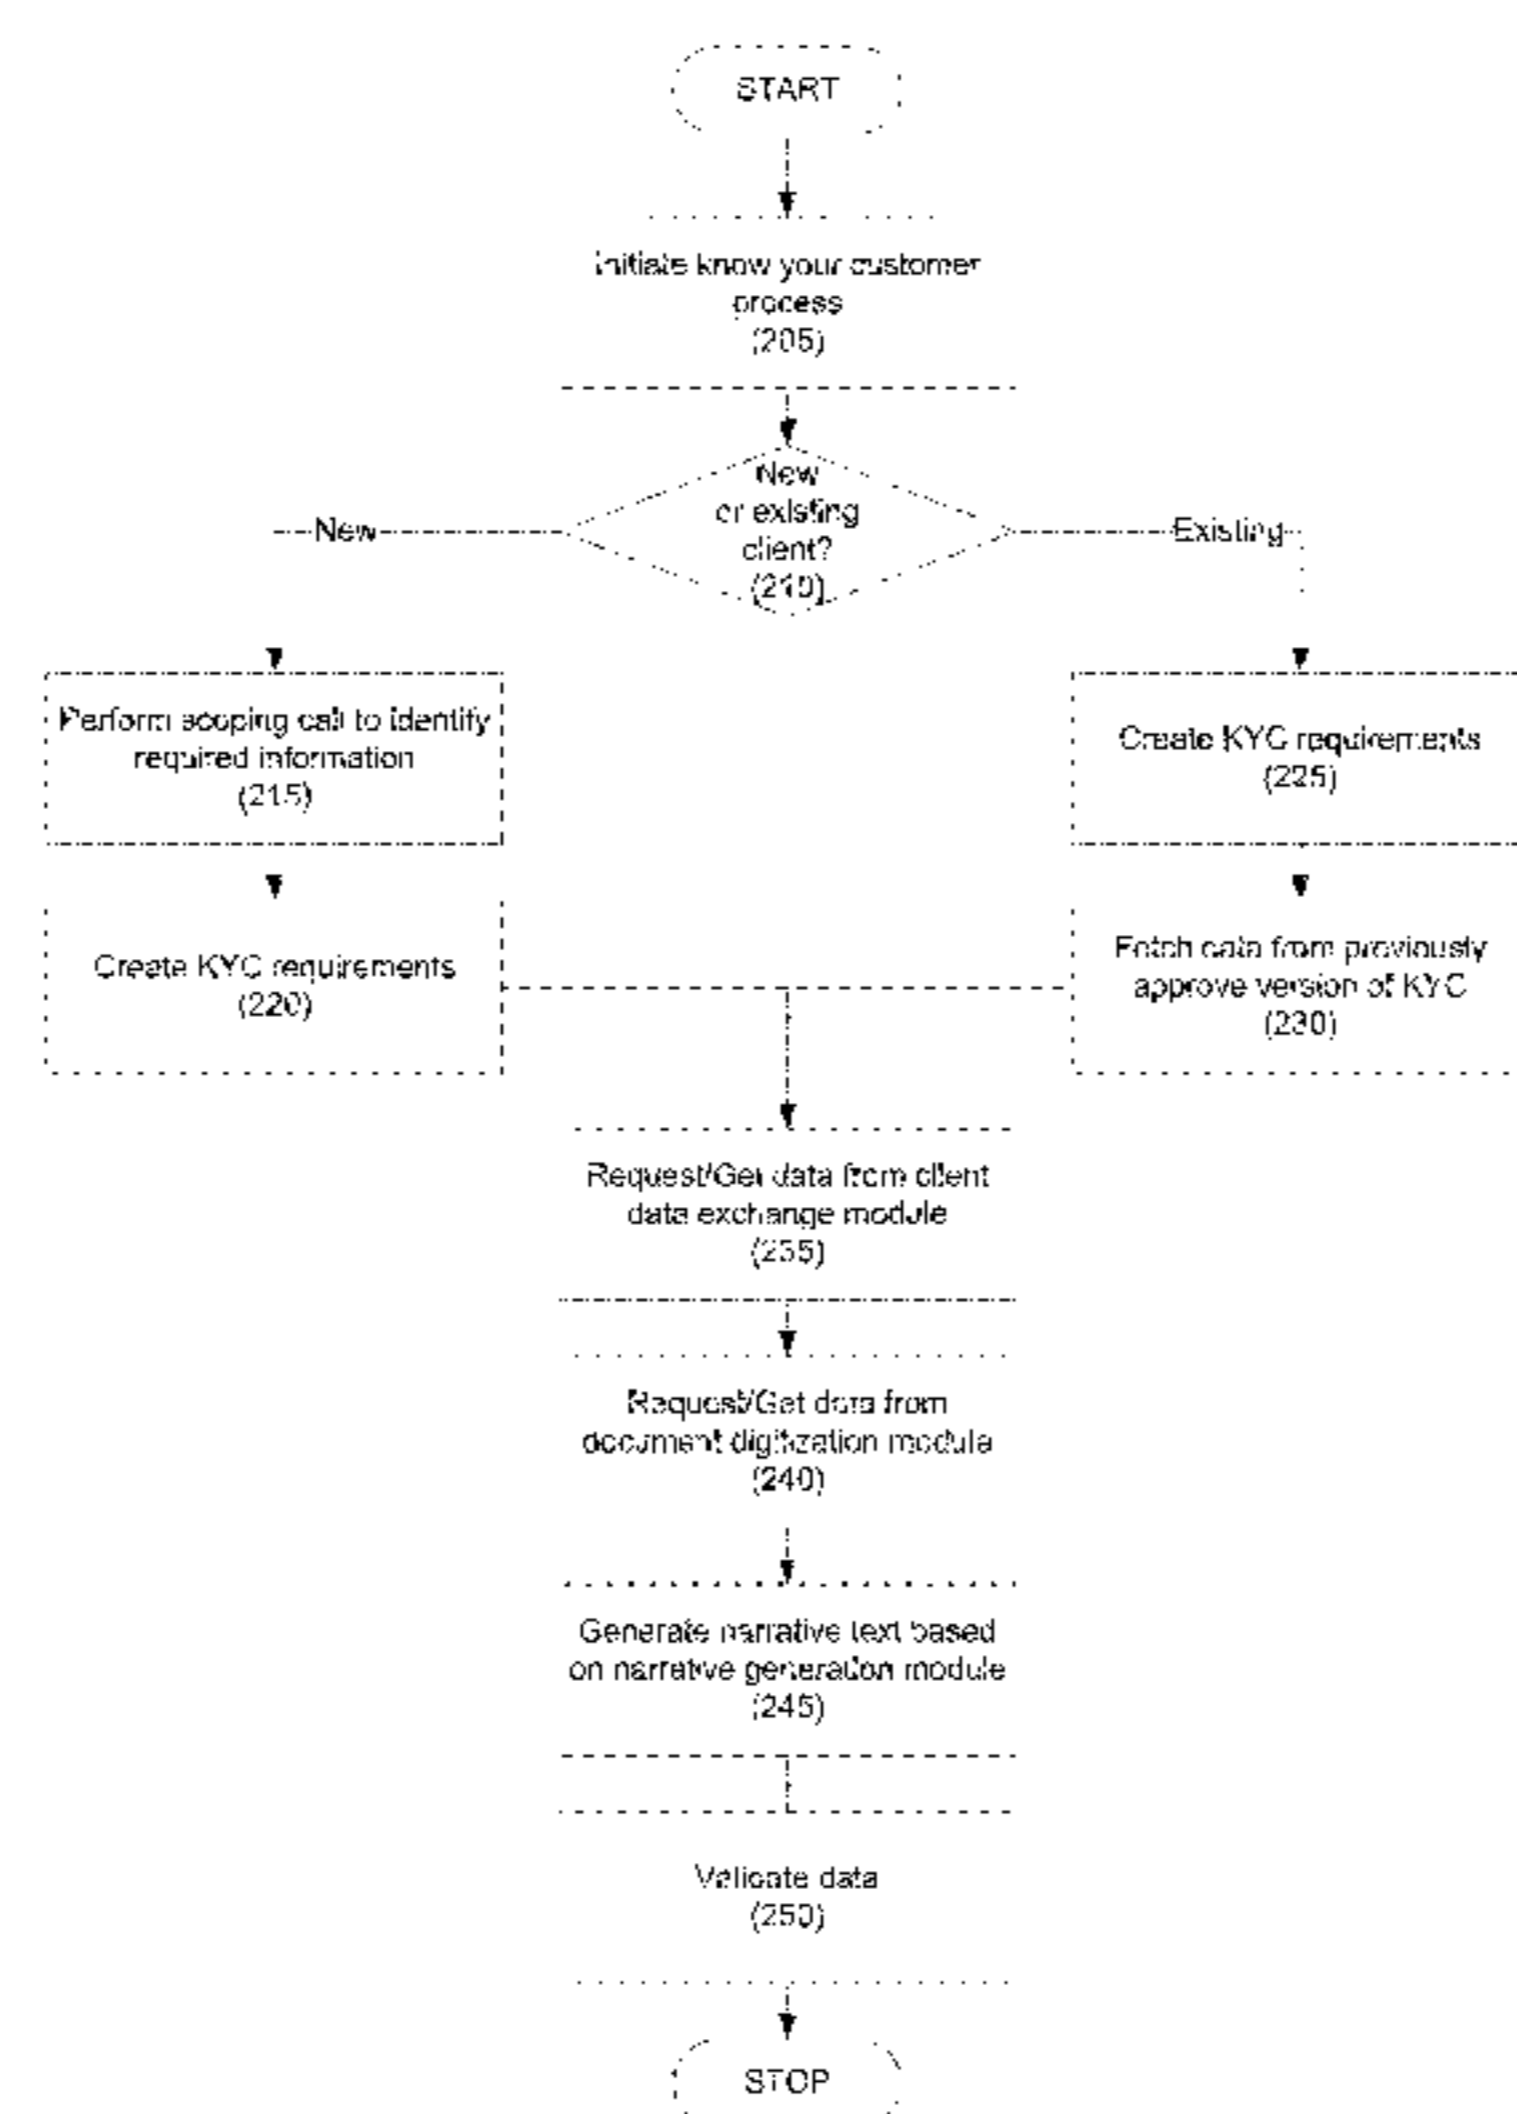 START
Initiate know your customer
process
(205)
New
or existing
client?
(210)
New
Existing
Perform scoping call to identify
required information
(215)
Create KYC requirements
(220)
Create KYC requirements
(225)
Fetch data from previously
approve version of KYC
(230)
Request/Get data from client
data exchange module
(235)
Request/Get data from
document digitization module
(240)
Generate narrative text based
on narrative generation module
(245)
Validate data
(250)
STOP